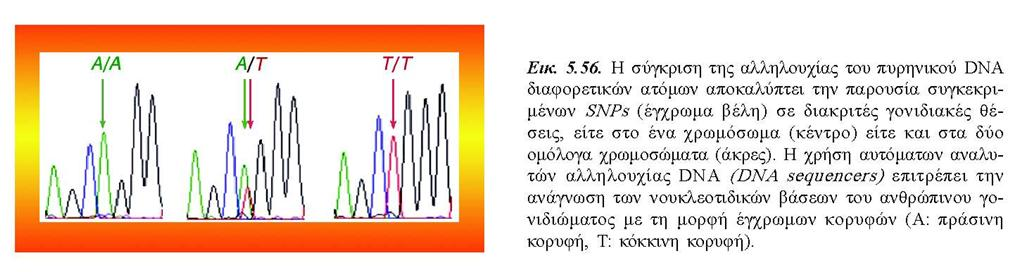 A/A A/T T/T
Εικ. 5.56. Η σύγκριση της αλληλουχίας του πυρηνικού DNA
διαφορετικών ατόμων αποκαλύπτει την παρουσία συγκεκρι-
μένων SNPs (έγχρωμα βέλη) σε διακριτές γονιδιακές θέ-
σεις, είτε στο ένα χρωμόσωμα (κέντρο) είτε και στα δύο
ομόλογα χρωμοσώματα (άκρες). Η χρήση αυτόματων αναλυ-
τών αλληλουχίας DNA (DNA sequencers) επιτρέπει την
ανάγνωση των νουκλεοτιδικών βάσεων του ανθρώπινου γο-
νιδιώματος με τη μορφή έγχρωμων κορυφών (Α: πράσινη
κορυφή, Τ: κόκκινη κορυφή).